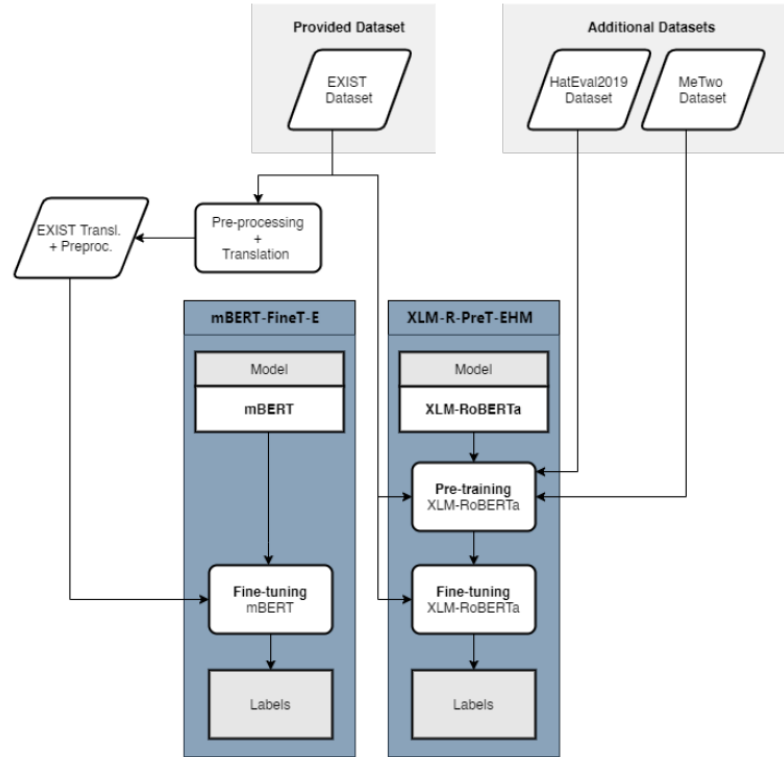 Provided Dataset
Additional Datasets
EXIST
Dataset
HatEval2019
Dataset
MeTwo
Dataset
EXIST Transl.
+ Preproc.
Pre-processing
+
Translation
mBERT-FineT-E
XLM-R-PreT-EHM
Model
mBERT
Model
XLM-RoBERTa
Pre-training
XLM-RoBERTa
Fine-tuning
mBERT
Fine-tuning
XLM-RoBERTa
Labels
Labels